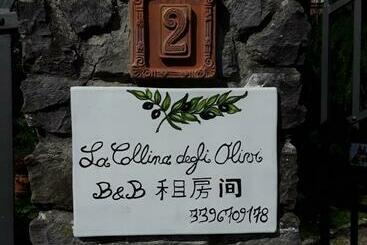 2
La Collina degli Olivi
B&B 租房间
3396709178